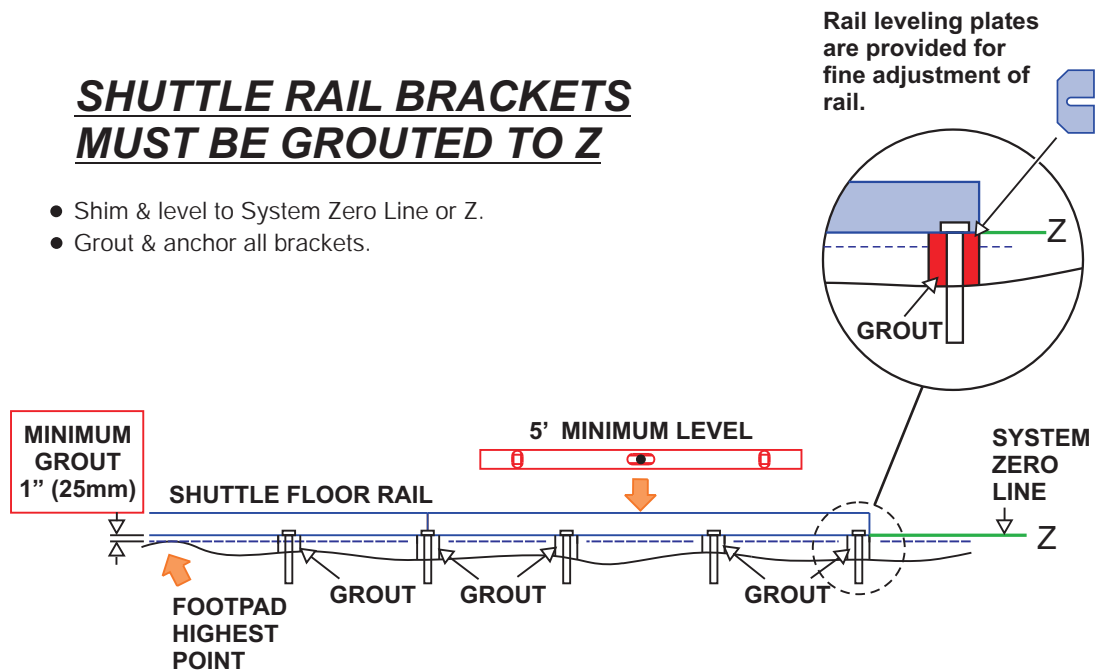 Rail leveling plates
are provided for
fine adjustment of
rail.
SHUTTLE RAIL BRACKETS
MUST BE GROUTED TO Z
● Shim & level to System Zero Line or Z.
● Grout & anchor all brackets.
Z
GROUT
MINIMUM
GROUT
1” (25mm)
5’ MINIMUM LEVEL
SYSTEM
ZERO
LINE
SHUTTLE FLOOR RAIL
Z
GROUT
GROUT
GROUT
GROUT
FOOTPAD
HIGHEST
POINT